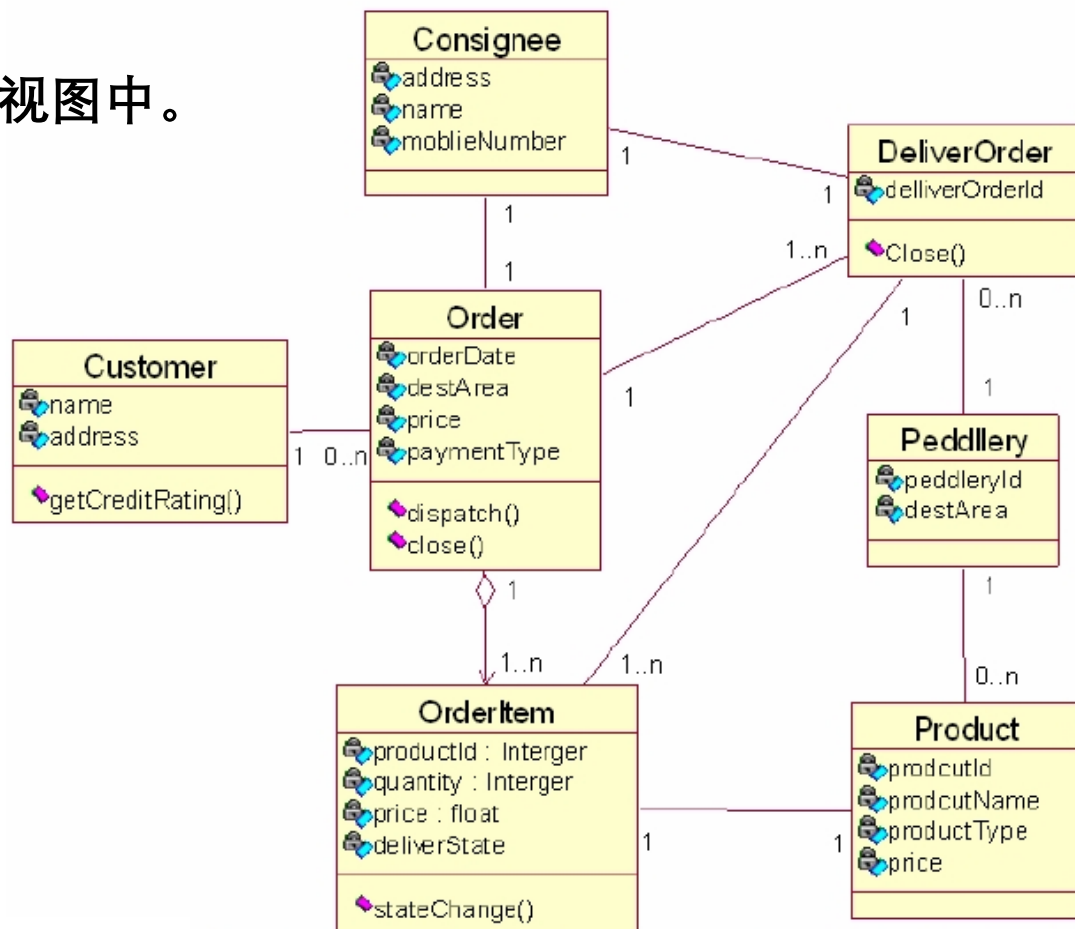 视图中。
Consignee
address
name
moblieNumber
1
1
1
1
DeliverOrder
delliverOrderId
Close()
1..n
1
0..n
1
1
Order
orderDate
destArea
price
paymentType
dispatch()
close()
Customer
name
address
getCreditRating()
1 0..n
Peddllery
peddleryId
destArea
1
1
1..n
1..n
0..n
OrderItem
productId : Interger
quantity : Interger
price : float
deliverState
stateChange()
1
1
Product
prodcutId
prodcutName
productType
price